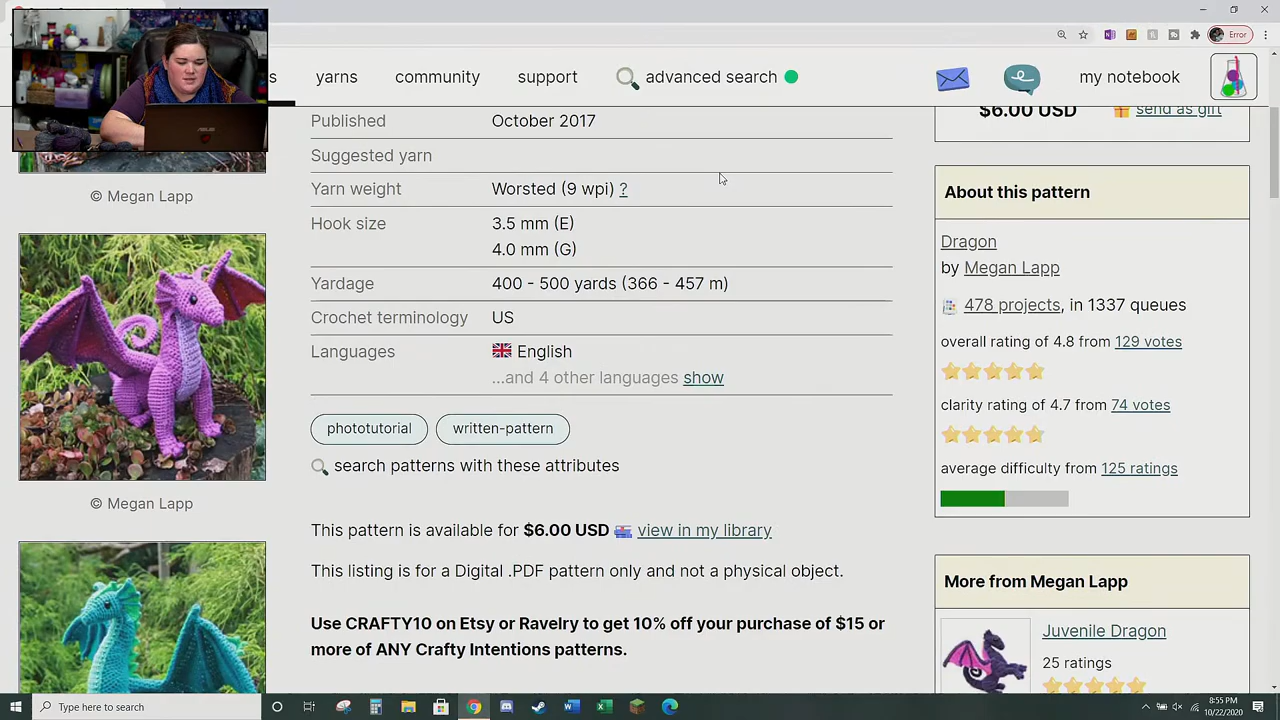 s yarns community support advanced search my notebook
Error
$6.00 USD send as gift
Published October 2017
Suggested yarn
Yarn weight Worsted (9 wpi) ?
Hook size 3.5 mm (E)
4.0 mm (G)
Yardage 400 - 500 yards (366 - 457 m)
Crochet terminology US
Languages English
...and 4 other languages show
phototutorial written-pattern
search patterns with these attributes
This pattern is available for $6.00 USD view in my library
This listing is for a Digital .PDF pattern only and not a physical object.
Use CRAFTY10 on Etsy or Ravelry to get 10% off your purchase of $15 or
more of ANY Crafty Intentions patterns.
© Megan Lapp
© Megan Lapp
About this pattern
Dragon
by Megan Lapp
478 projects, in 1337 queues
overall rating of 4.8 from 129 votes
clarity rating of 4.7 from 74 votes
average difficulty from 125 ratings
More from Megan Lapp
Juvenile Dragon
25 ratings
ASUS
Type here to search
8:55 PM
10/22/2020